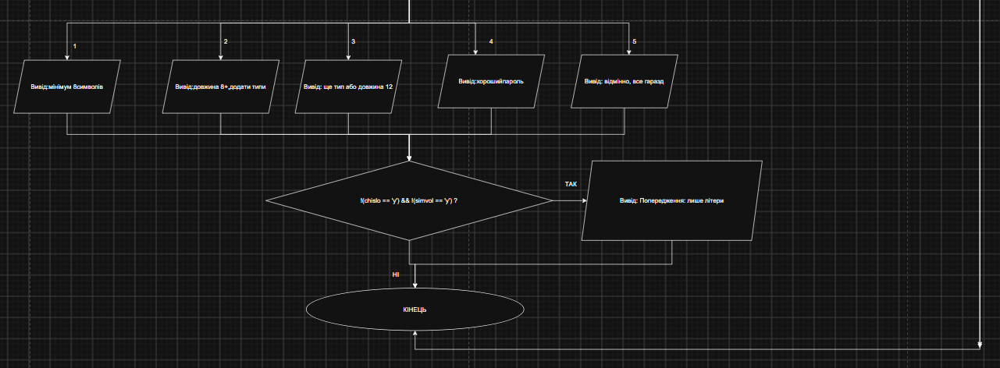 1
2
3
4
5
Вивід:мінімум 8символів
Вивід:довжина 8+,додати типи
Вивід: ще тип або довжина 12
Вивід:хорошийпароль
Вивід: відмінно, все гаразд
!(chislo == 'y') && !(simvol == 'y') ?
ТАК
Вивід: Попередження: лише літери
НІ
КІНЕЦЬ